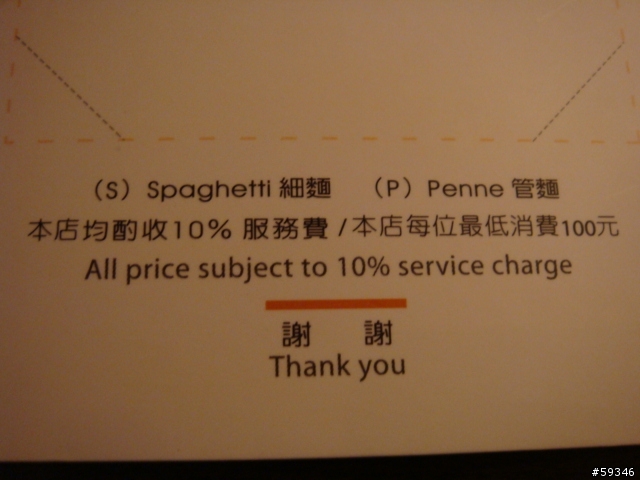 （S）Spaghetti 細麵 （P）Penne 管麵
本店均酌收10% 服務費 /本店每位最低消費100元
All price subject to 10% service charge
謝 謝
Thank you
#59346